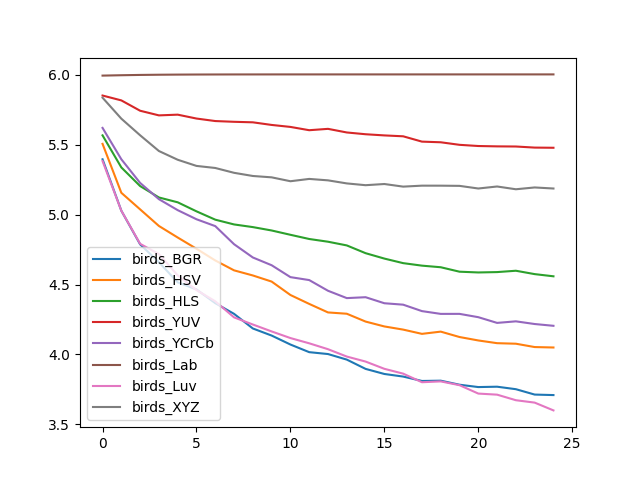 6.0
5.5
5.0
4.5
4.0
3.5
birds_BGR
birds_HSV
birds_HLS
birds_YUV
birds_YCrCb
birds_Lab
birds_Luv
birds_XYZ
0 5 10 15 20 25